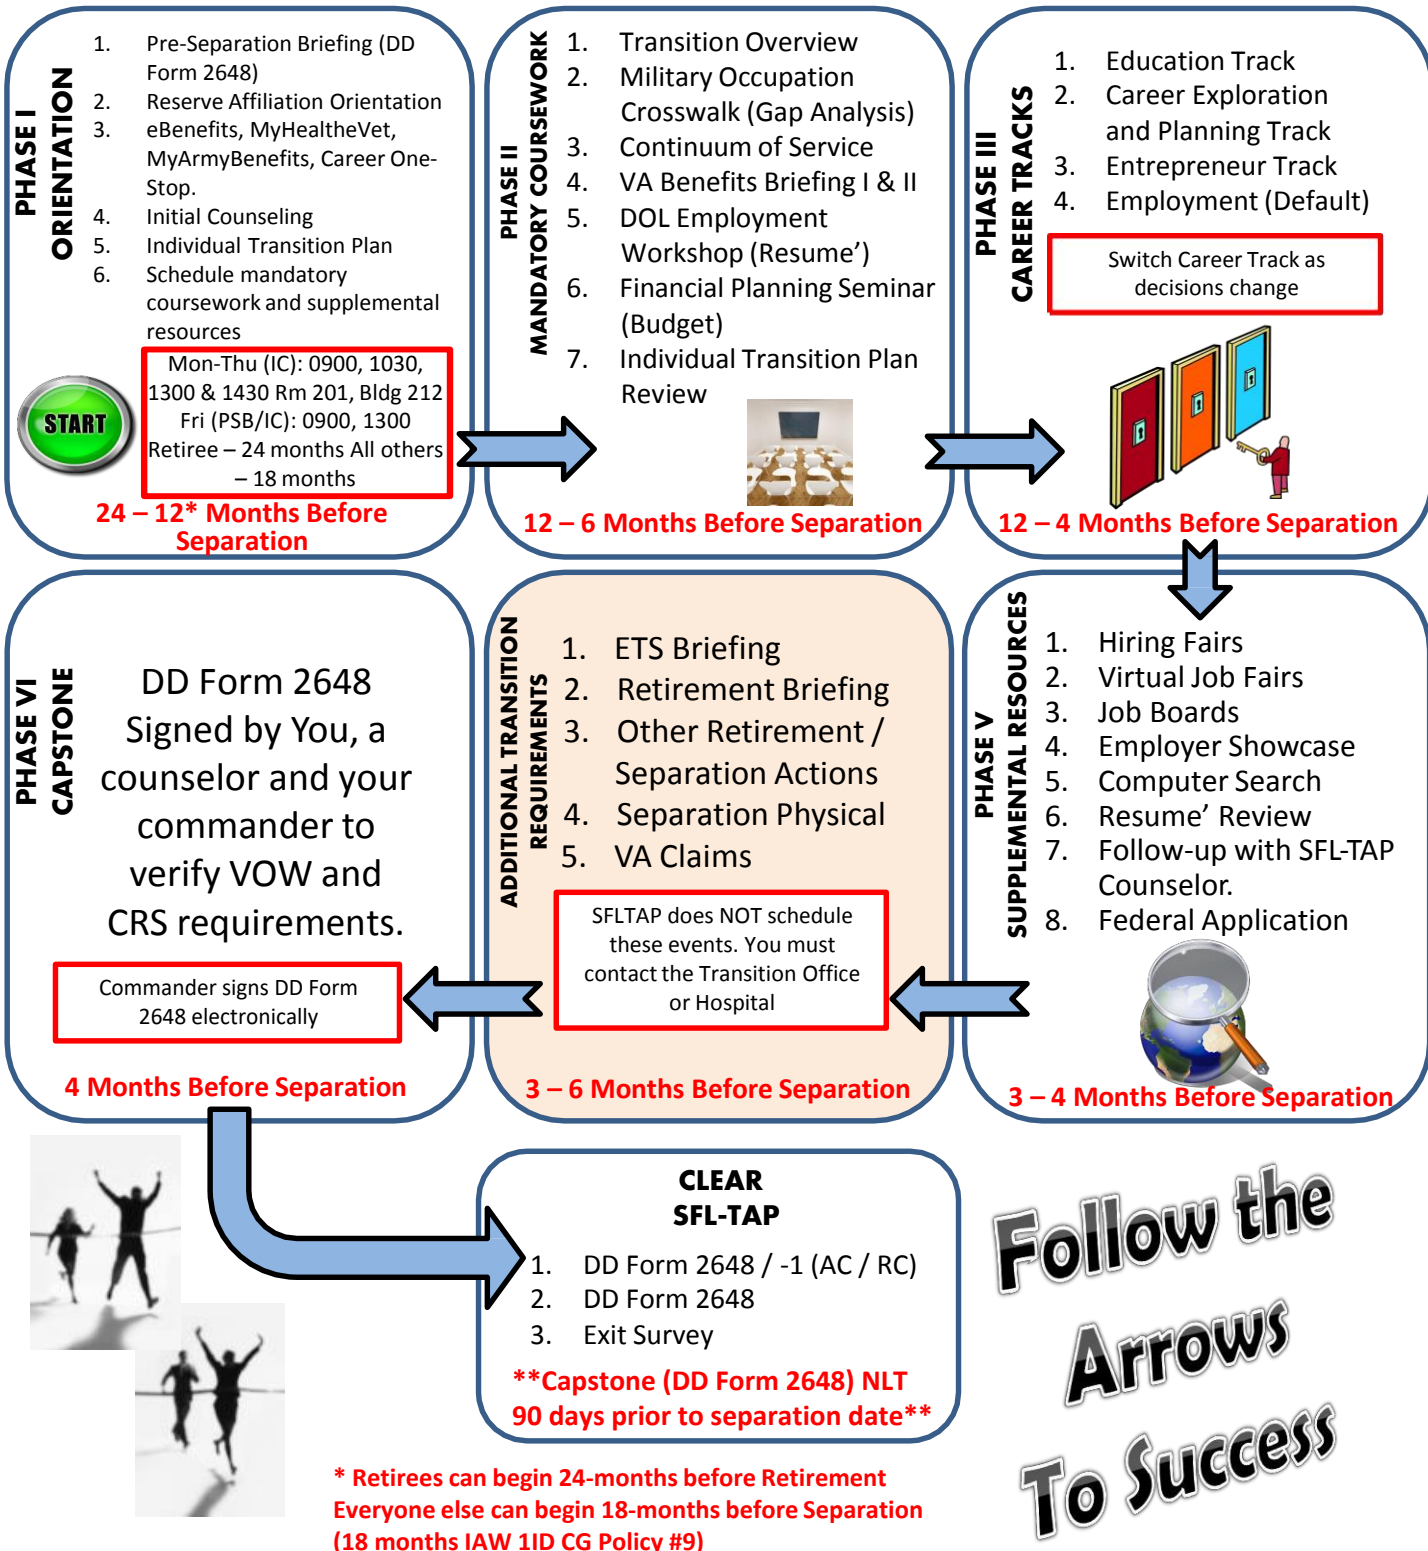 PHASE I
ORIENTATION
1. Pre-Separation Briefing (DD
Form 2648)
2. Reserve Affiliation Orientation
3. eBenefits, MyHealtheVet,
MyArmyBenefits, Career One-
Stop.
4. Initial Counseling
5. Individual Transition Plan
6. Schedule mandatory
coursework and supplemental
resources
START
Mon-Thu (IC): 0900, 1030,
1300 & 1430 Rm 201, Bldg 212
Fri (PSB/IC): 0900, 1300
Retiree – 24 months All others
– 18 months
24 – 12* Months Before
Separation
PHASE II
MANDATORY COURSEWORK
1. Transition Overview
2. Military Occupation
Crosswalk (Gap Analysis)
3. Continuum of Service
4. VA Benefits Briefing I & II
5. DOL Employment
Workshop (Resume’)
6. Financial Planning Seminar
(Budget)
7. Individual Transition Plan
Review
12 – 6 Months Before Separation
PHASE III
CAREER TRACKS
1. Education Track
2. Career Exploration
and Planning Track
3. Entrepreneur Track
4. Employment (Default)
Switch Career Track as
decisions change
12 – 4 Months Before Separation
PHASE V
SUPPLEMENTAL RESOURCES
1. Hiring Fairs
2. Virtual Job Fairs
3. Job Boards
4. Employer Showcase
5. Computer Search
6. Resume’ Review
7. Follow-up with SFL-TAP
Counselor.
8. Federal Application
3 – 4 Months Before Separation
ADDITIONAL TRANSITION
REQUIREMENTS
1. ETS Briefing
2. Retirement Briefing
3. Other Retirement /
Separation Actions
4. Separation Physical
5. VA Claims
SFLTAP does NOT schedule
these events. You must
contact the Transition Office
or Hospital
3 – 6 Months Before Separation
PHASE VI
CAPSTONE
DD Form 2648
Signed by You, a
counselor and your
commander to
verify VOW and
CRS requirements.
Commander signs DD Form
2648 electronically
4 Months Before Separation
CLEAR
SFL-TAP
1. DD Form 2648 / -1 (AC / RC)
2. DD Form 2648
3. Exit Survey
**Capstone (DD Form 2648) NLT
90 days prior to separation date**
Follow the
Arrows
To Success
* Retirees can begin 24-months before Retirement
Everyone else can begin 18-months before Separation
(18 months IAW 1ID CG Policy #9)